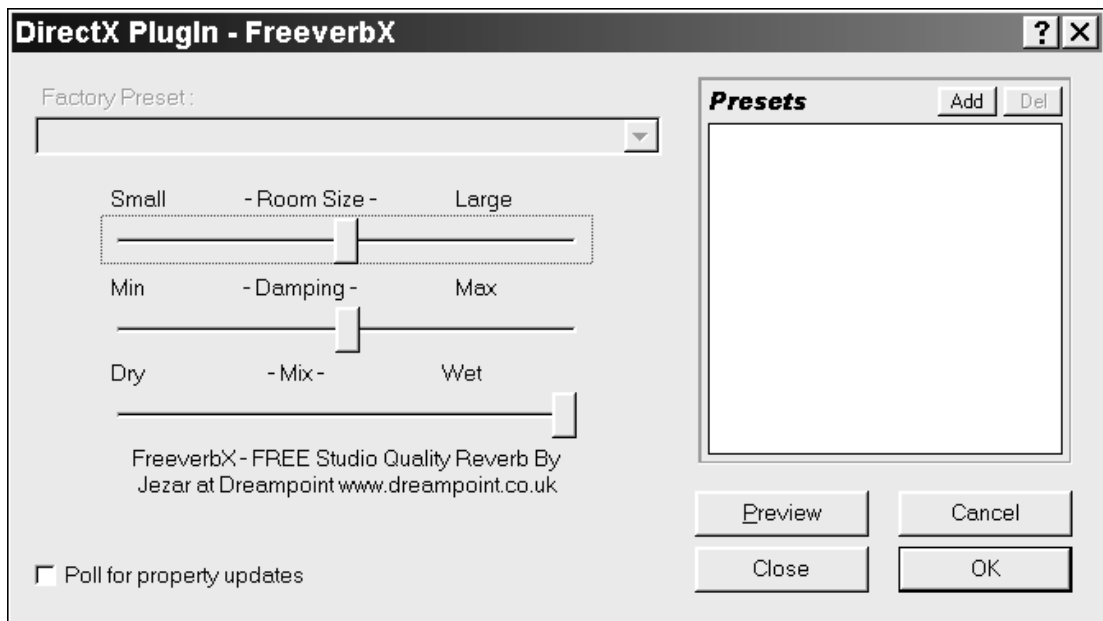 DirectX PlugIn - FreeverbX
?
Factory Preset:
Small - Room Size - Large
Min - Damping - Max
Dry - Mix - Wet
FreeverbX - FREE Studio Quality Reverb By
Jezar at Dreampoint www.dreampoint.co.uk
Poll for property updates
Presets Add Del
Preview Cancel
Close OK